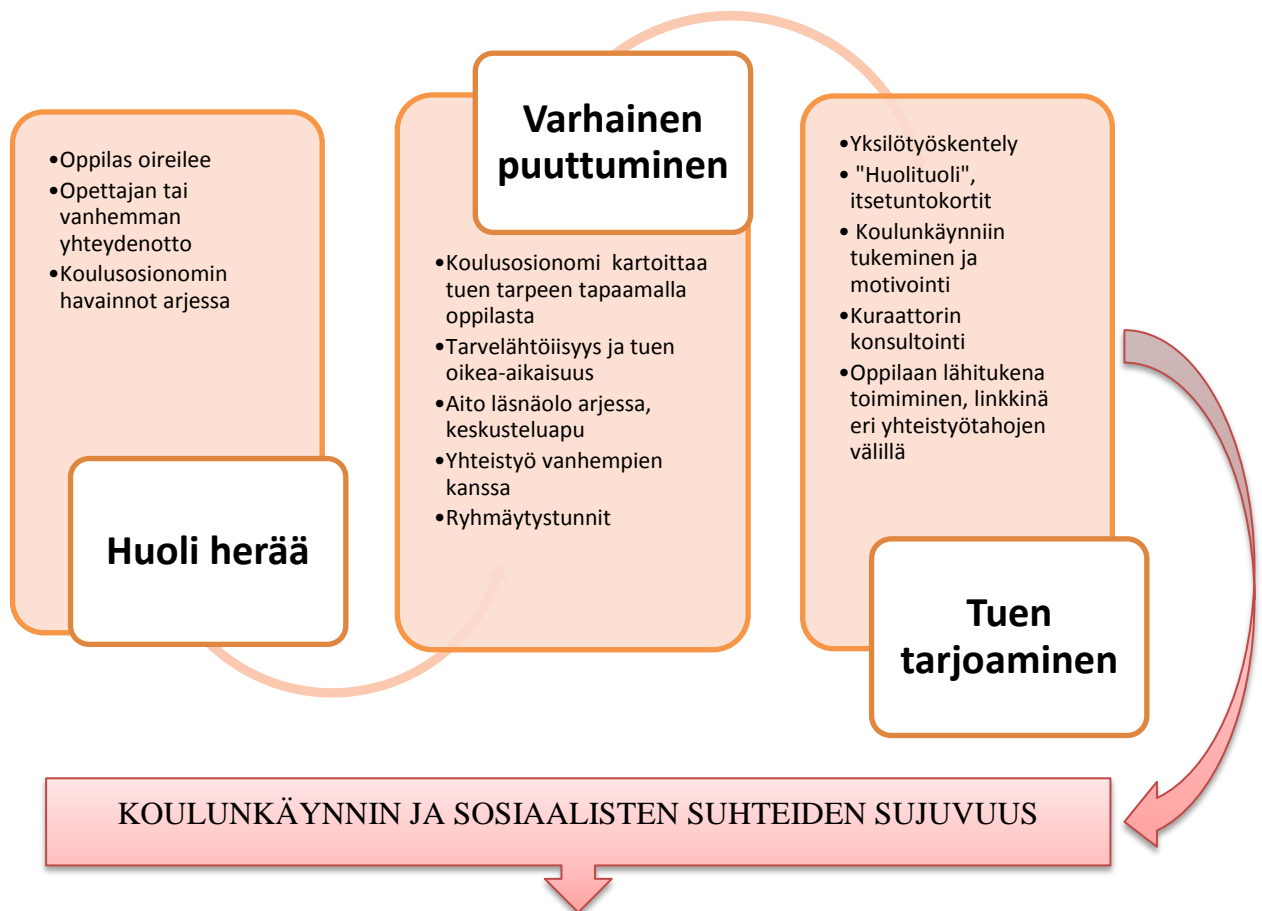 •Oppilas oireilee
•Opettajan tai
vanhemman
yhteydenotto
•Koulusosionomin
havainnot arjessa
Huoli herää
Varhainen
puuttuminen
•Koulusosionomi kartoittaa
tuen tarpeen tapaamalla
oppilasta
•Tarvelähtöisyys ja tuen
oikea-aikaisuus
•Aito läsnäolo arjessa,
keskusteluapu
•Yhteistyö vanhempien
kanssa
•Ryhmäytystunnit
•Yksilötyöskentely
• "Huolituoli",
itsetuntokortit
• Koulunkäynniin
tukeminen ja
motivointi
•Kuraattorin
konsultointi
•Oppilaan lähitukena
toimiminen, linkkinä
eri yhteistyötahojen
välillä
Tuen
tarjoaminen
KOULUNKÄYNNIN JA SOSIAALISTEN SUHTEIDEN SUJUVUUS